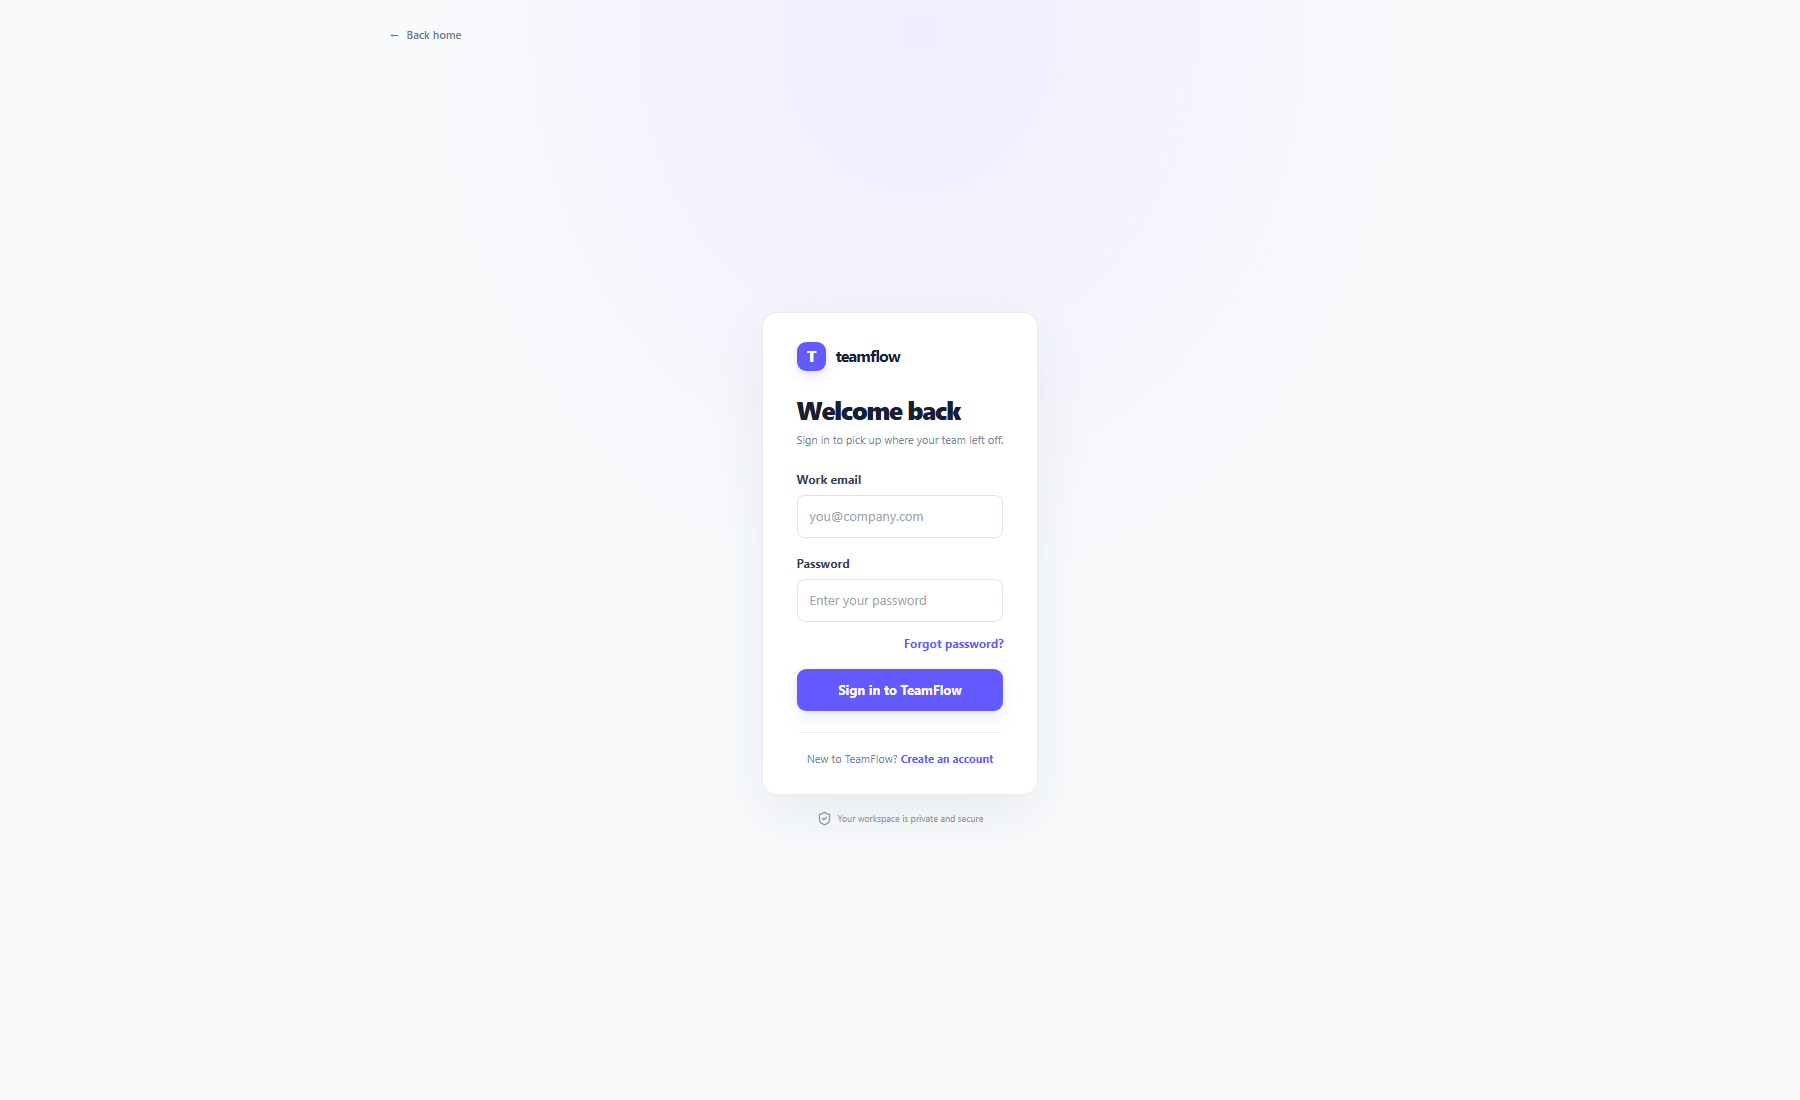 ← Back home
T teamflow
Welcome back
Sign in to pick up where your team left off.
Work email
you@company.com
Password
Enter your password
Forgot password?
Sign in to TeamFlow
New to TeamFlow? Create an account
Your workspace is private and secure